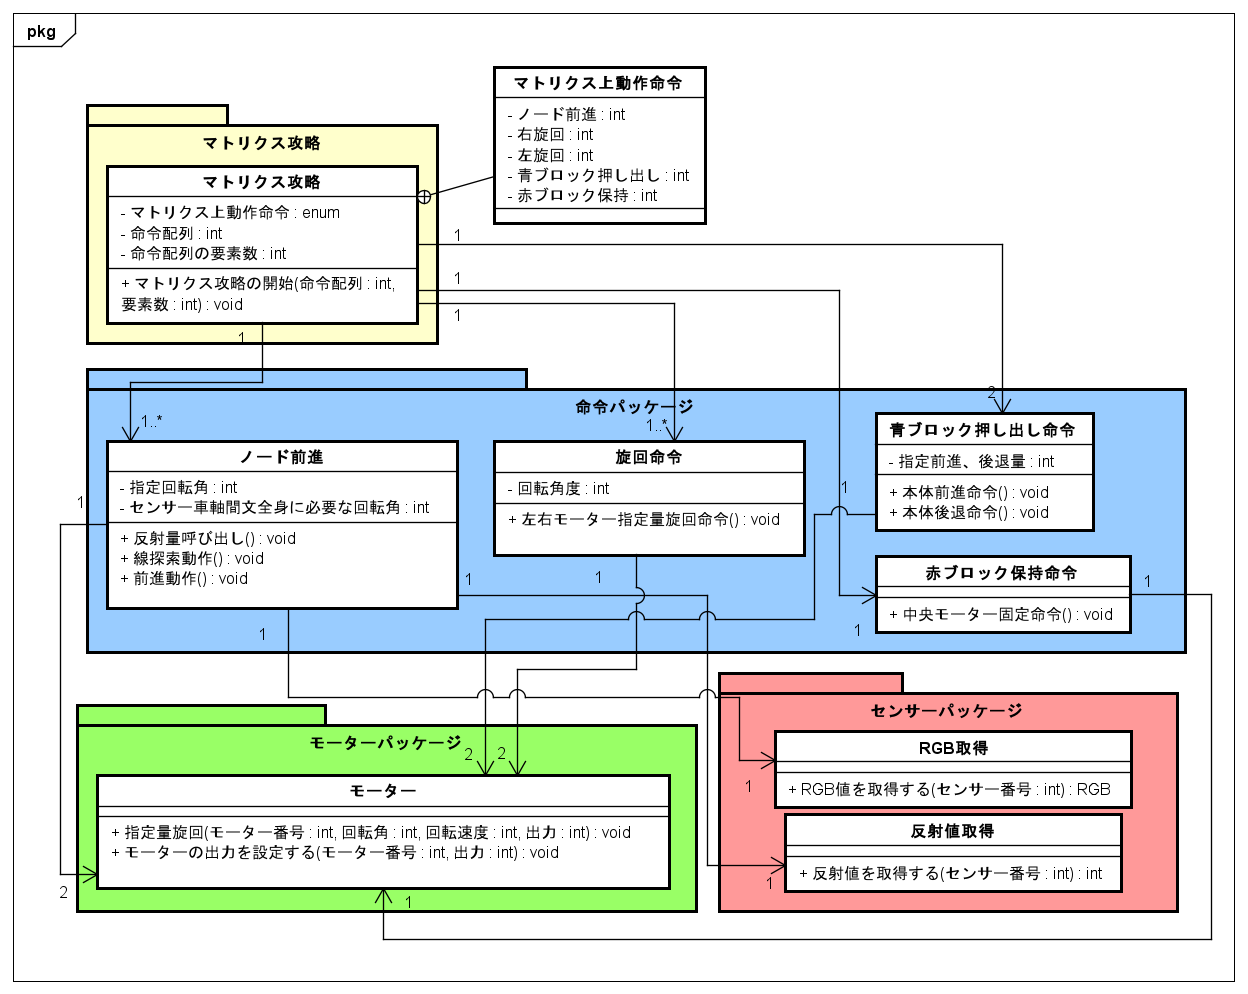 pkg
マトリクス上動作命令
- ノード前進 : int
- 右旋回 : int
- 左旋回 : int
- 青ブロック押し出し : int
- 赤ブロック保持 : int
マトリクス攻略
マトリクス攻略
- マトリクス上動作命令 : enum
- 命令配列 : int
- 命令配列の要素数 : int
+ マトリクス攻略の開始(命令配列 : int,
要素数 : int) : void
1
1
1
1
命令パッケージ
1..*
1..*
2
ノード前進
- 指定回転角 : int
- センサー車軸間文全身に必要な回転角 : int
+ 反射量呼び出し() : void
+ 線探索動作() : void
+ 前進動作() : void
旋回命令
- 回転角度 : int
+ 左右モーター指定量旋回命令() : void
青ブロック押し出し命令
- 指定前進、後退量 : int
+ 本体前進命令() : void
+ 本体後退命令() : void
赤ブロック保持命令
+ 中央モーター固定命令() : void
1
1
1
1
1
1
1
モーターパッケージ
2
2
モーター
+ 指定量旋回(モーター番号 : int, 回転角 : int, 回転速度 : int, 出力 : int) : void
+ モーターの出力を設定する(モーター番号 : int, 出力 : int) : void
2
1
センサーパッケージ
RGB取得
+ RGB値を取得する(センサー番号 : int) : RGB
1
反射値取得
+ 反射値を取得する(センサー番号 : int) : int
1